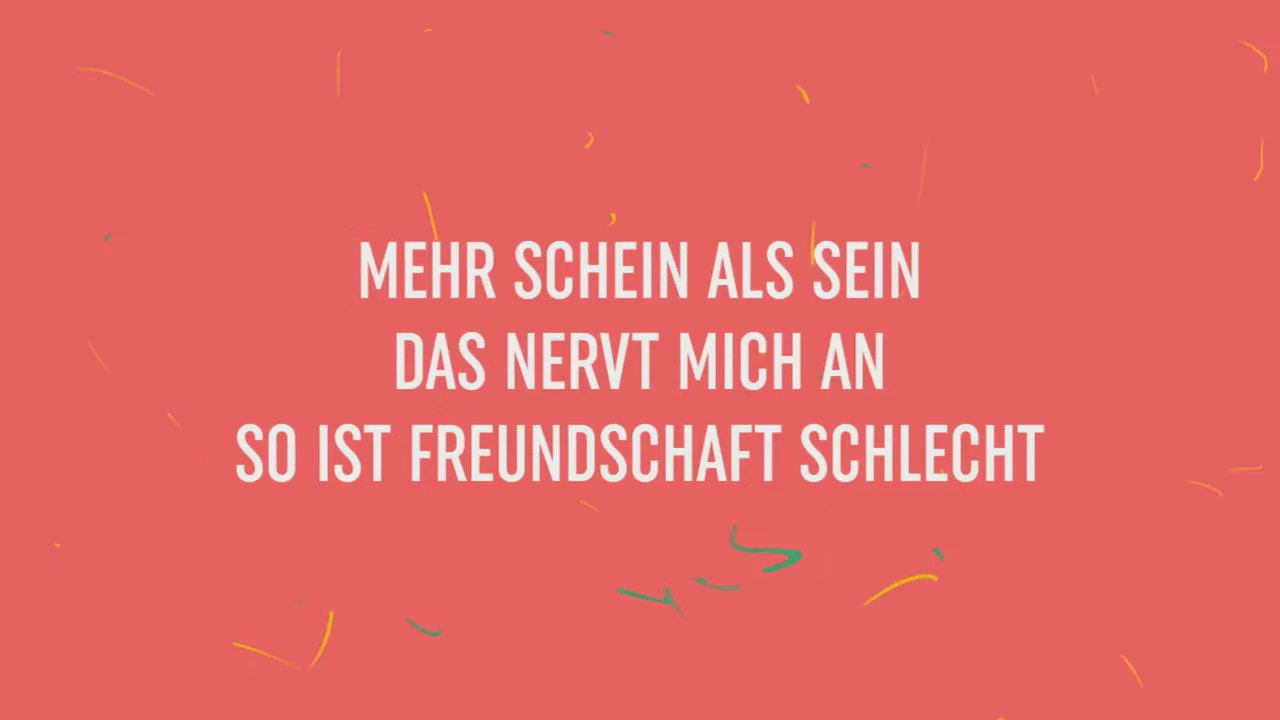 MEHR SCHEIN ALS SEIN
DAS NERVT MICH AN
SO IST FREUNDSCHAFT SCHLECHT